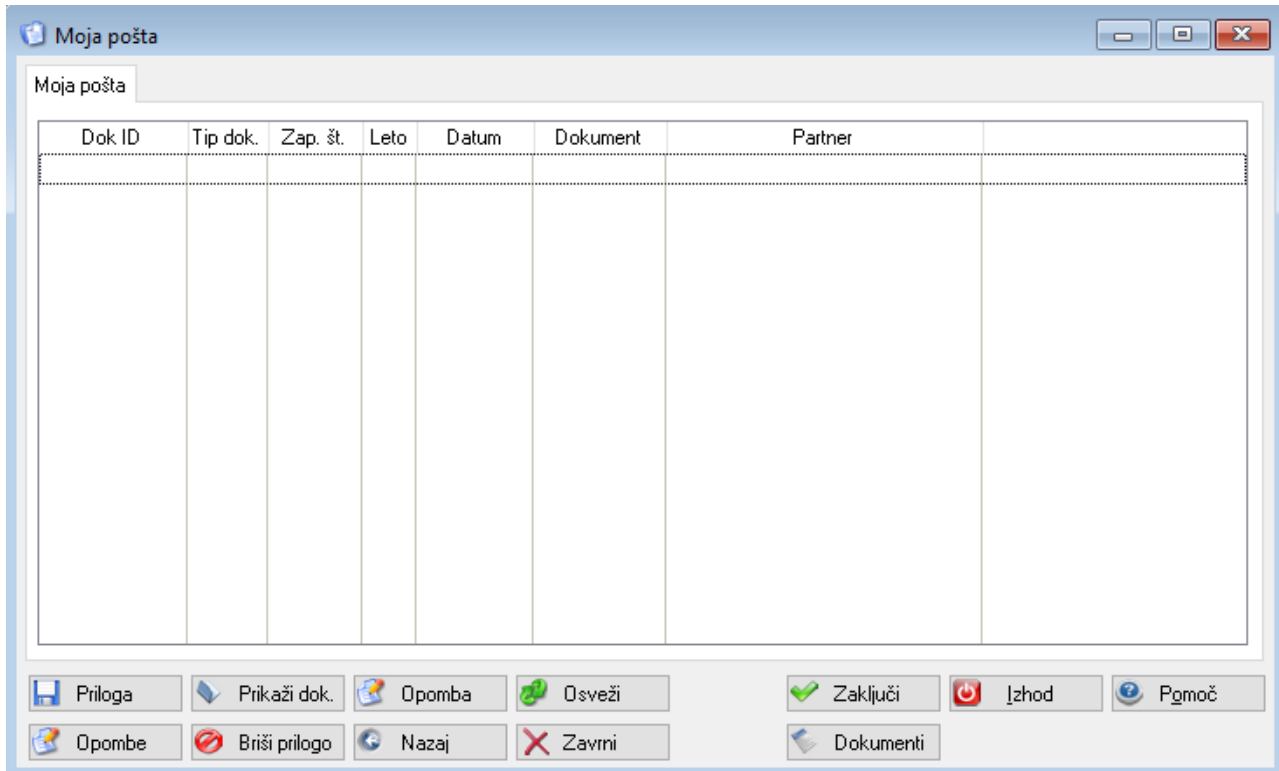 Moja pošta
Moja pošta
Dok ID Tip dok. Zap. št. Leto Datum Dokument Partner
Priloga Prikaži dok. Opomba Osveži Zaključi Izhod Pomoč
Opombe Briši prilogo Nazaj Zavrni Dokumenti